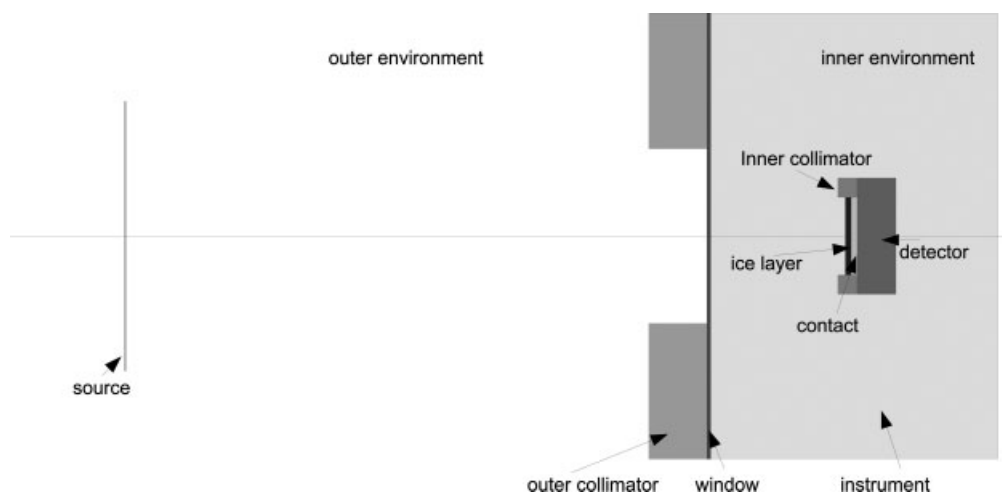 outer environment
inner environment
Inner collimator
ice layer
detector
contact
source
outer collimator
window
instrument